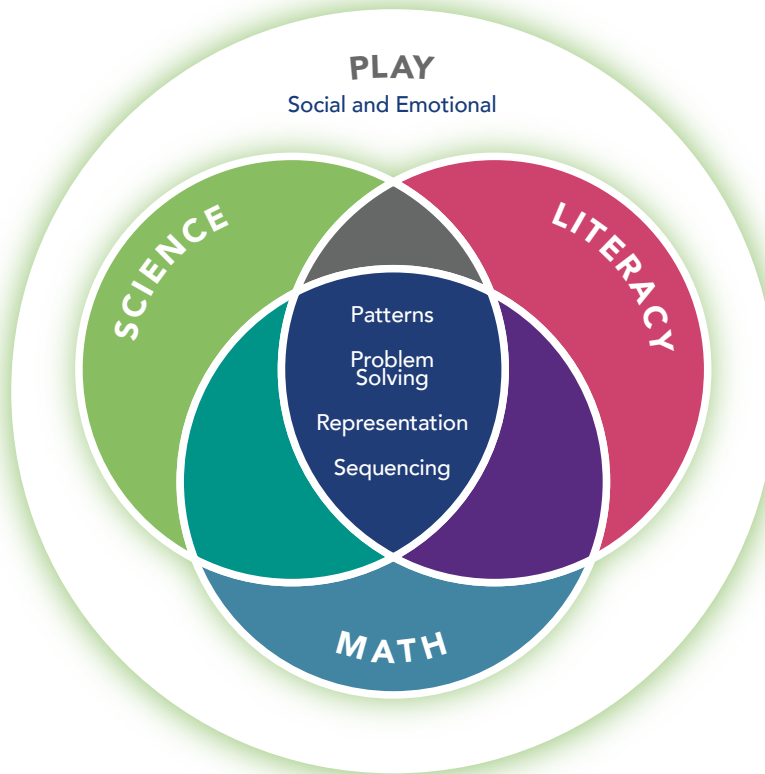 PLAY
Social and Emotional
SCIENCE
LITERACY
Patterns
Problem
Solving
Representation
Sequencing
MATH